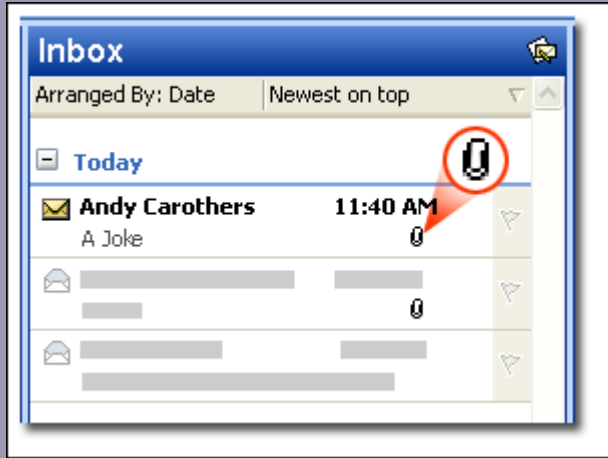 Inbox
Arranged By: Date Newest on top
Today
Andy Carothers 11:40 AM
A Joke